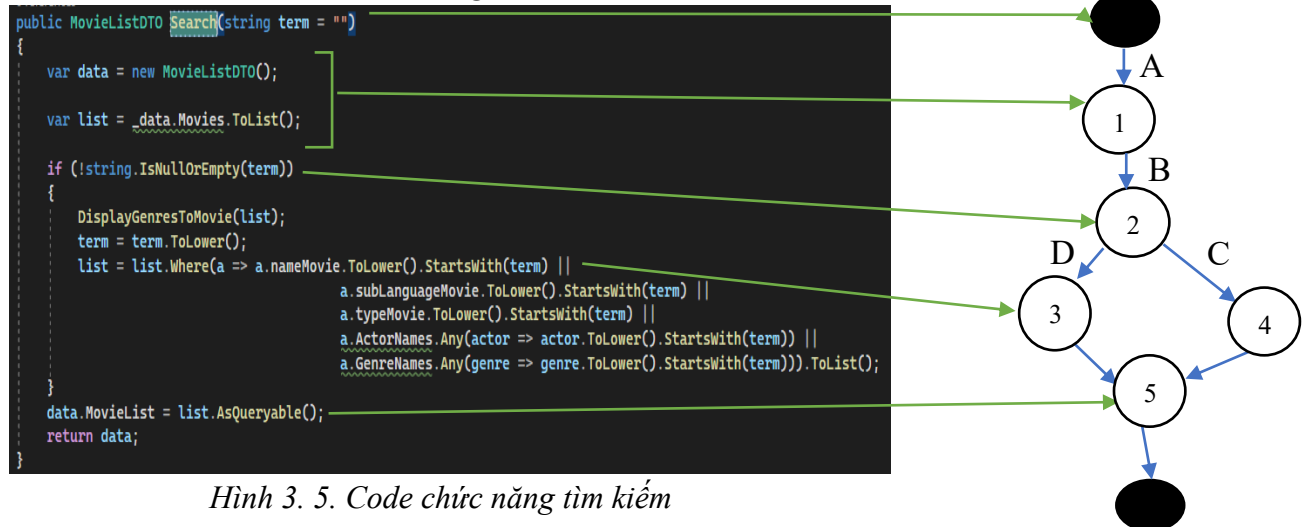 public MovieListDTO Search(string term = "")
{
var data = new MovieListDTO();
var list = _data.Movies.ToList();
if (!string.IsNullOrEmpty(term))
{
DisplayGenresToMovie(list);
term = term.ToLower();
list = list.Where(a => a.nameMovie.ToLower().StartsWith(term) ||
a.subLanguageMovie.ToLower().StartsWith(term) ||
a.typeMovie.ToLower().StartsWith(term) ||
a.ActorNames.Any(actor => actor.ToLower().StartsWith(term)) ||
a.GenreNames.Any(genre => genre.ToLower().StartsWith(term))).ToList();
}
data.MovieList = list.AsQueryable();
return data;
}
A
1
B
2
D
C
3
4
5
Hình 3. 5. Code chức năng tìm kiếm